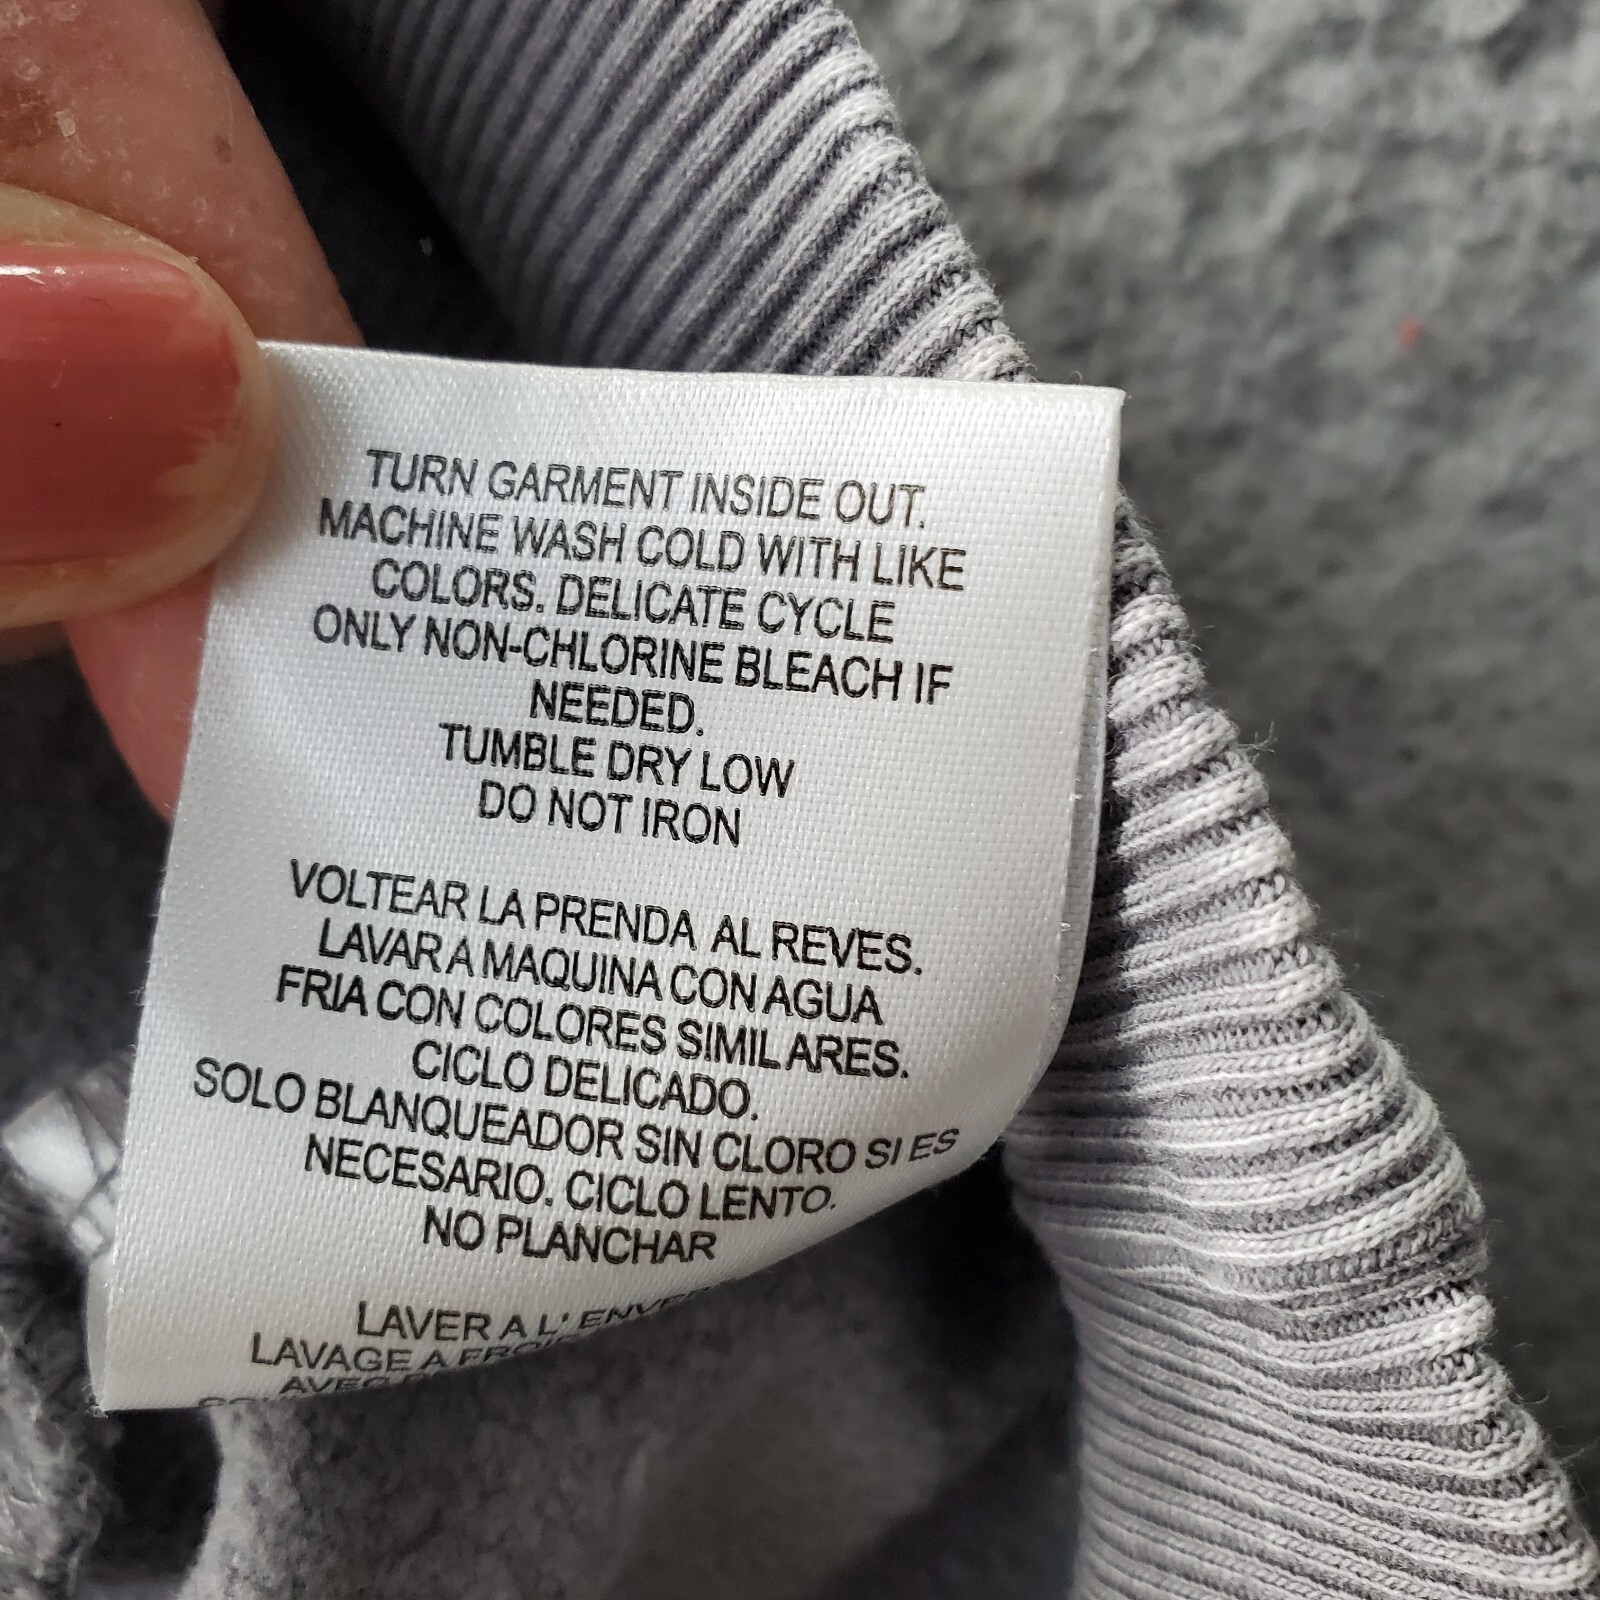 TURN GARMENT INSIDE OUT.
MACHINE WASH COLD WITH LIKE
COLORS. DELICATE CYCLE
ONLY NON-CHLORINE BLEACH IF
NEEDED.
TUMBLE DRY LOW
DO NOT IRON
VOLTEAR LA PRENDA AL REVES.
LAVAR A MAQUINA CON AGUA
FRIA CON COLORES SIMILARES.
CICLO DELICADO.
SOLO BLANQUEADOR SIN CLORO SI ES
NECESARIO. CICLO LENTO.
NO PLANCHAR
LAVER A L'
LAVAGE A